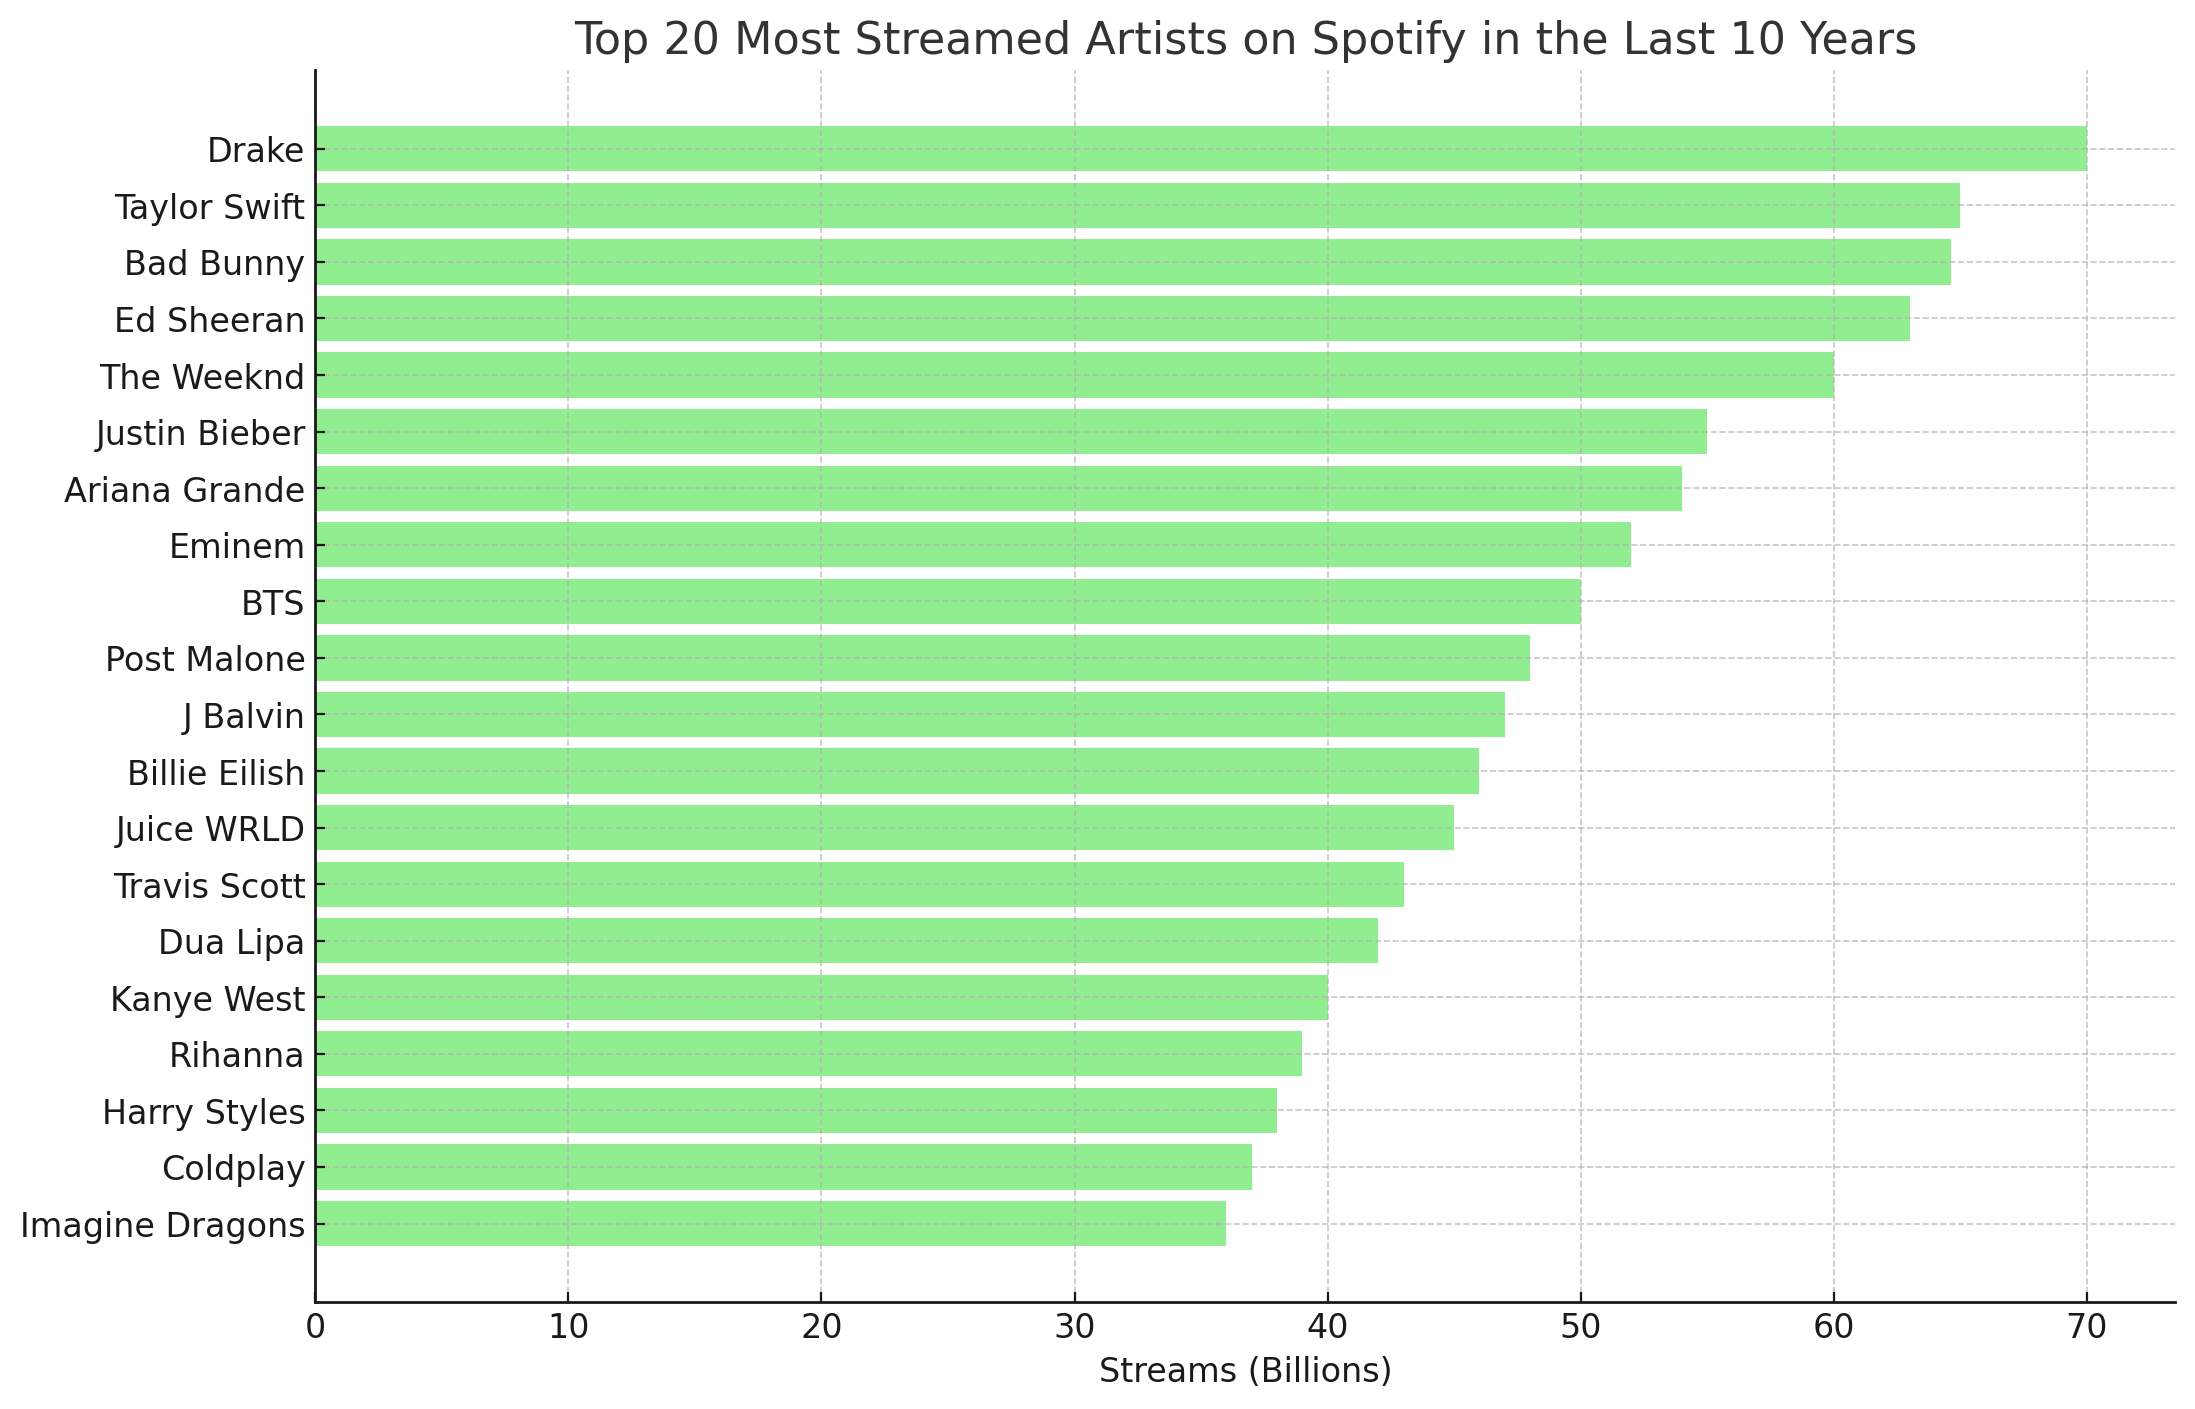 Top 20 Most Streamed Artists on Spotify in the Last 10 Years
Drake
Taylor Swift
Bad Bunny
Ed Sheeran
The Weeknd
Justin Bieber
Ariana Grande
Eminem
BTS
Post Malone
J Balvin
Billie Eilish
Juice WRLD
Travis Scott
Dua Lipa
Kanye West
Rihanna
Harry Styles
Coldplay
Imagine Dragons
0 10 20 30 40 50 60 70
Streams (Billions)